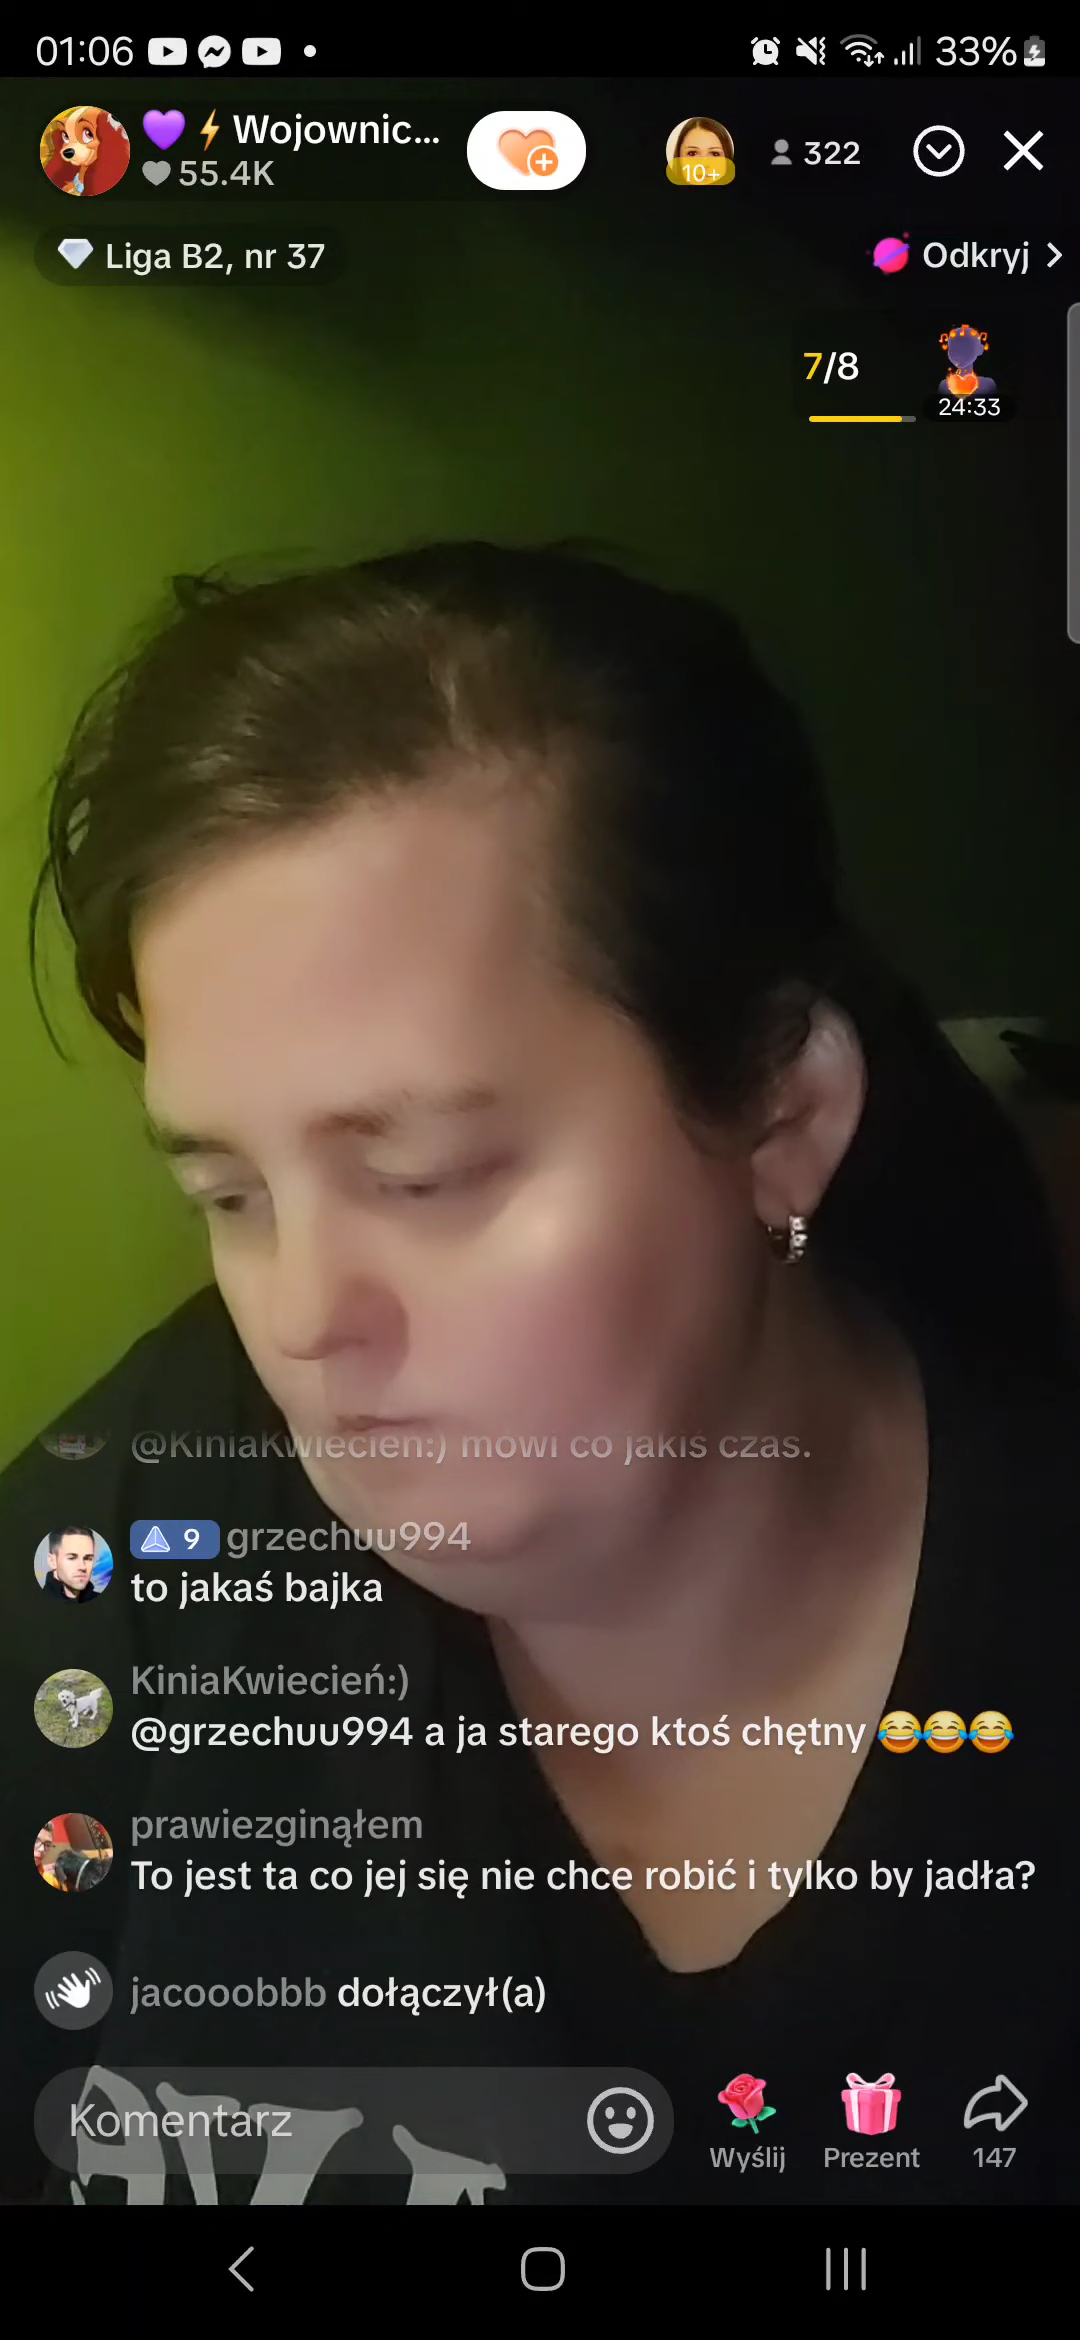 01:06 33%
💜⚡Wojownic...
55.4K
10+
322
Liga B2, nr 37
Odkryj
7/8
24:33
@KiniaKwiecień:) mówi co jakiś czas.
9 grzechuu994
to jakaś bajka
KiniaKwiecień:)
@grzechuu994 a ja starego ktoś chętny 😂😂😂
prawiezginąłem
To jest ta co jej się nie chce robić i tylko by jadła?
jacooobbb dołączył(a)
Komentarz
Wyślij
Prezent
147